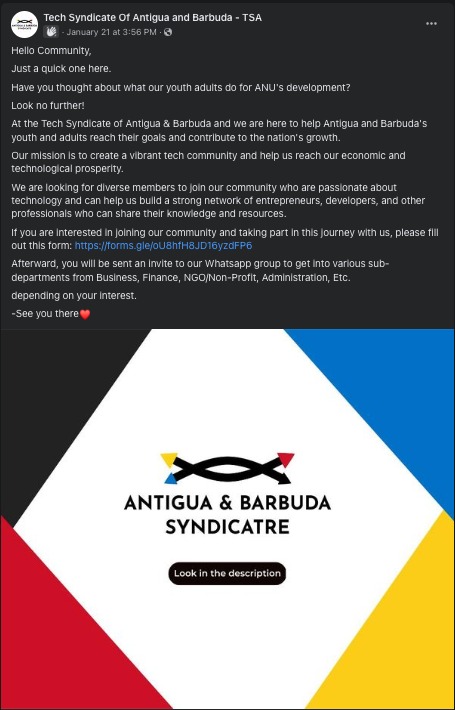 Tech Syndicate Of Antigua and Barbuda - TSA
January 21 at 3:56 PM ·
Hello Community,
Just a quick one here.
Have you thought about what our youth adults do for ANU's development?
Look no further!
At the Tech Syndicate of Antigua & Barbuda and we are here to help Antigua and Barbuda's
youth and adults reach their goals and contribute to the nation's growth.
Our mission is to create a vibrant tech community and help us reach our economic and
technological prosperity.
We are looking for diverse members to join our community who are passionate about
technology and can help us build a strong network of entrepreneurs, developers, and other
professionals who can share their knowledge and resources.
If you are interested in joining our community and taking part in this journey with us, please fill
out this form: https://forms.gle/oU8hfH8JD16yzdFP6
Afterward, you will be sent an invite to our Whatsapp group to get into various sub-
departments from Business, Finance, NGO/Non-Profit, Administration, Etc.
depending on your interest.
-See you there❤️
ANTIGUA & BARBUDA
SYNDICATRE
Look in the description